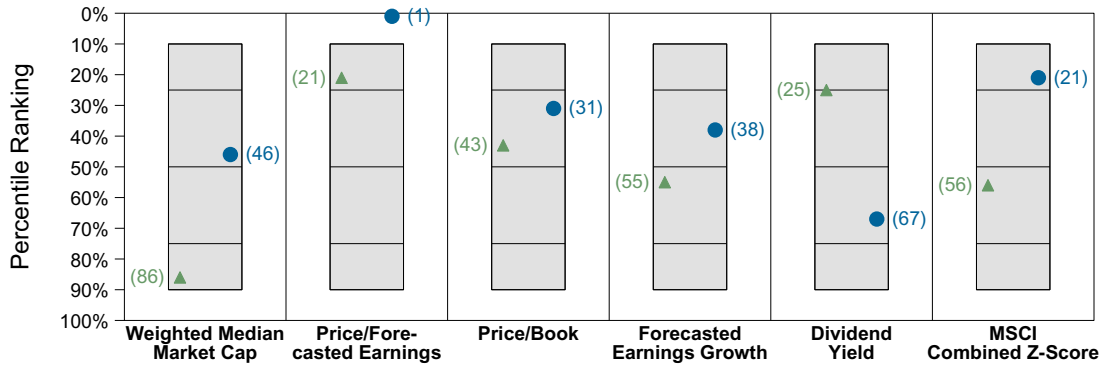 Percentile Ranking
0%
10%
20%
30%
40%
50%
60%
70%
80%
90%
100%
(86)
(46)
(21)
(1)
(43)
(31)
(55)
(38)
(25)
(67)
(56)
(21)
Weighted Median
Market Cap
Price/Fore-
casted Earnings
Price/Book
Forecasted
Earnings Growth
Dividend
Yield
MSCI
Combined Z-Score